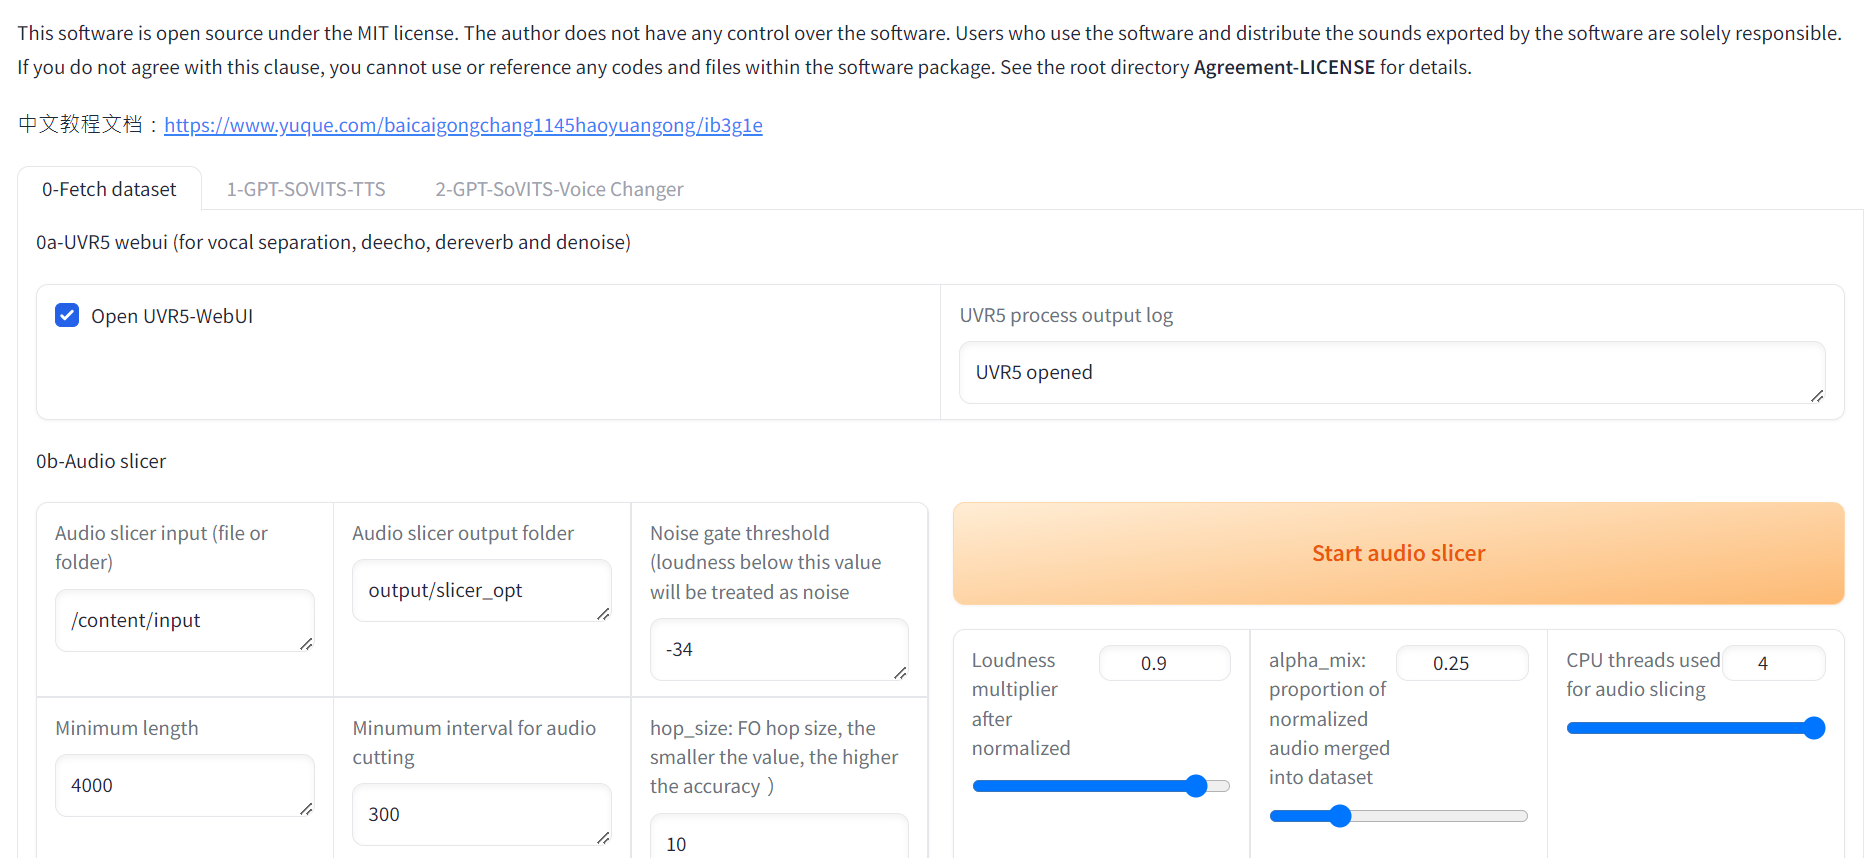 This software is open source under the MIT license. The author does not have any control over the software. Users who use the software and distribute the sounds exported by the software are solely responsible.
If you do not agree with this clause, you cannot use or reference any codes and files within the software package. See the root directory Agreement-LICENSE for details.
中文教程文档：https://www.yuque.com/baicaigongchang1145haoyuangong/ib3g1e
0-Fetch dataset
1-GPT-SOVITS-TTS
2-GPT-SoVITS-Voice Changer
0a-UVR5 webui (for vocal separation, deecho, dereverb and denoise)
Open UVR5-WebUI
UVR5 process output log
UVR5 opened
0b-Audio slicer
Audio slicer input (file or
folder)
/content/input
Audio slicer output folder
output/slicer_opt
Noise gate threshold
(loudness below this value
will be treated as noise
-34
Start audio slicer
Minimum length
4000
Minumum interval for audio
cutting
300
hop_size: FO hop size, the
smaller the value, the higher
the accuracy）
10
Loudness
multiplier
after
normalized
0.9
alpha_mix:
proportion of
normalized
audio merged
into dataset
0.25
CPU threads used
for audio slicing
4